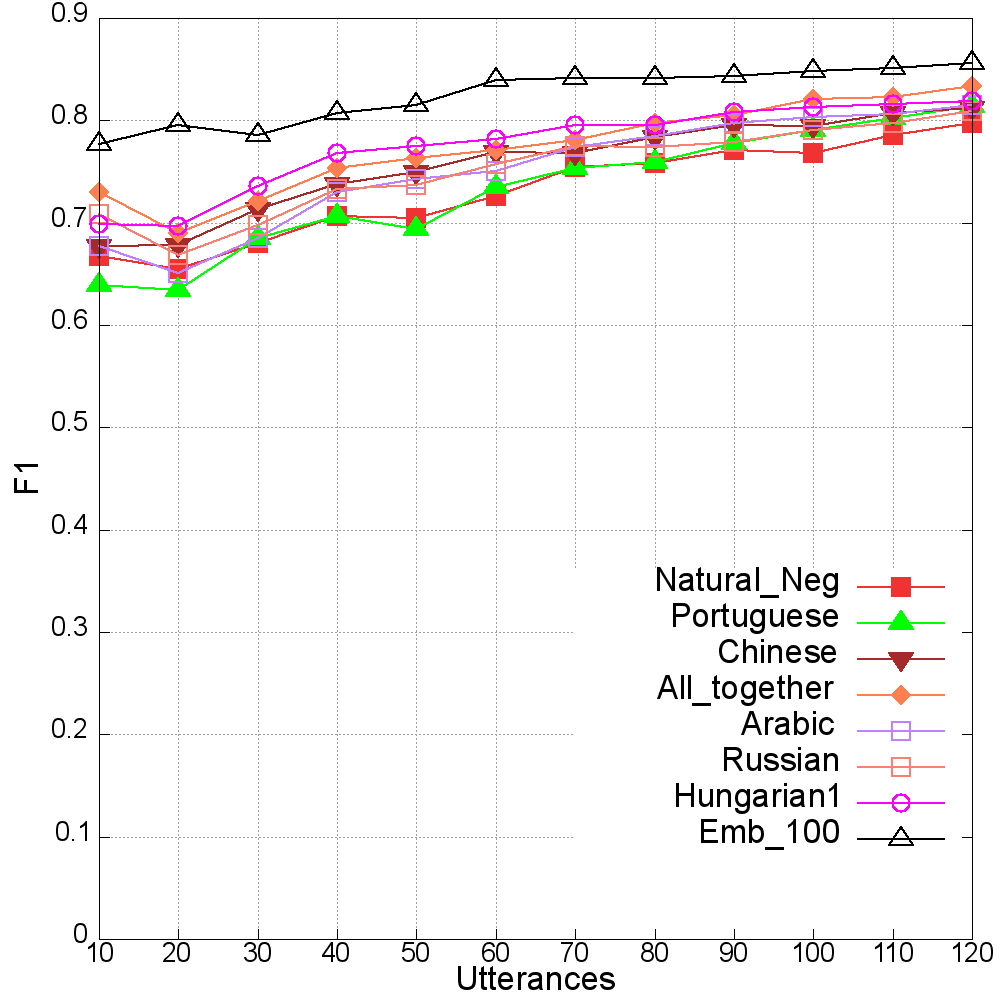 0.9
0.8
0.7
0.6
0.5
0.4
0.3
0.2
0.1
0
F1
Natural_Neg
Portuguese
Chinese
All_together
Arabic
Russian
Hungarian1
Emb_100
10 20 30 40 50 60 70 80 90 100 110 120
Utterances